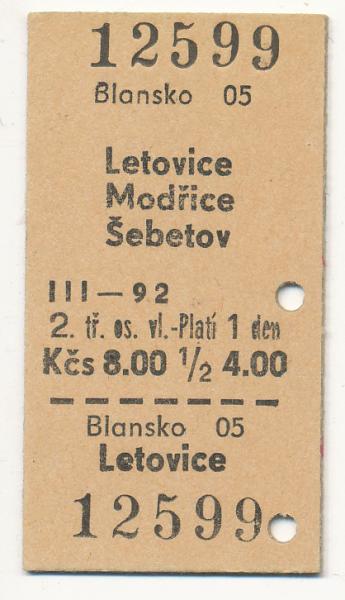 12599
Blansko 05
Letovice
Modřice
Šebetov
III — 92
2. tř. os. vl.-Platí 1 den
Kčs 8.00 ½ 4.00
Blansko 05
Letovice
12599